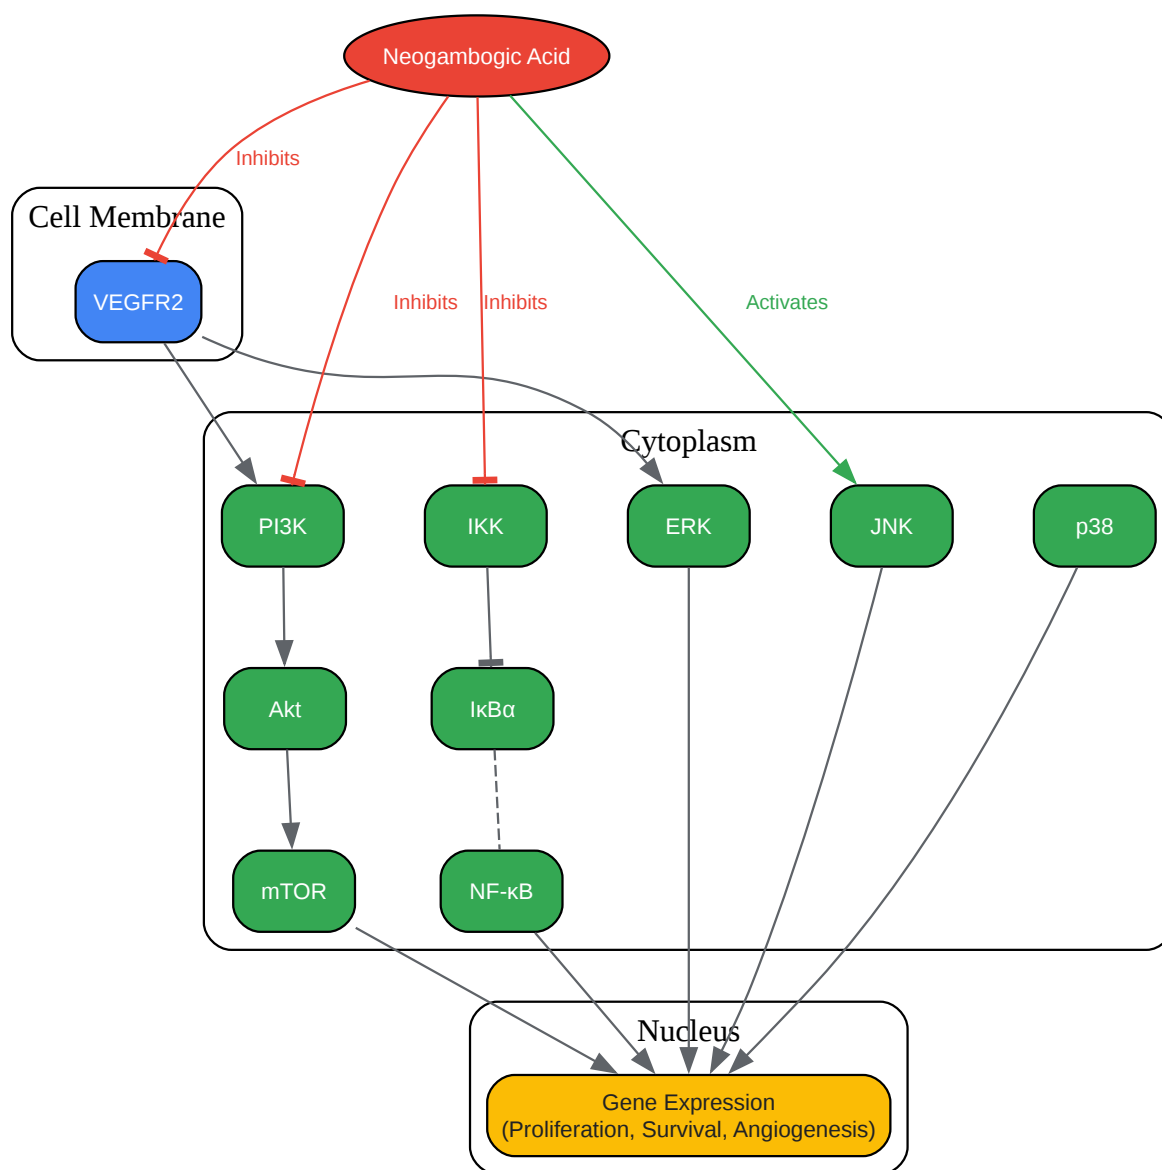 Neogambogic Acid
Inhibits
Cell Membrane
VEGFR2
Inhibits
Inhibits
Activates
Cytoplasm
PI3K
IKK
ERK
JNK
p38
Akt
IκBα
mTOR
NF-κB
Nucleus
Gene Expression
(Proliferation, Survival, Angiogenesis)